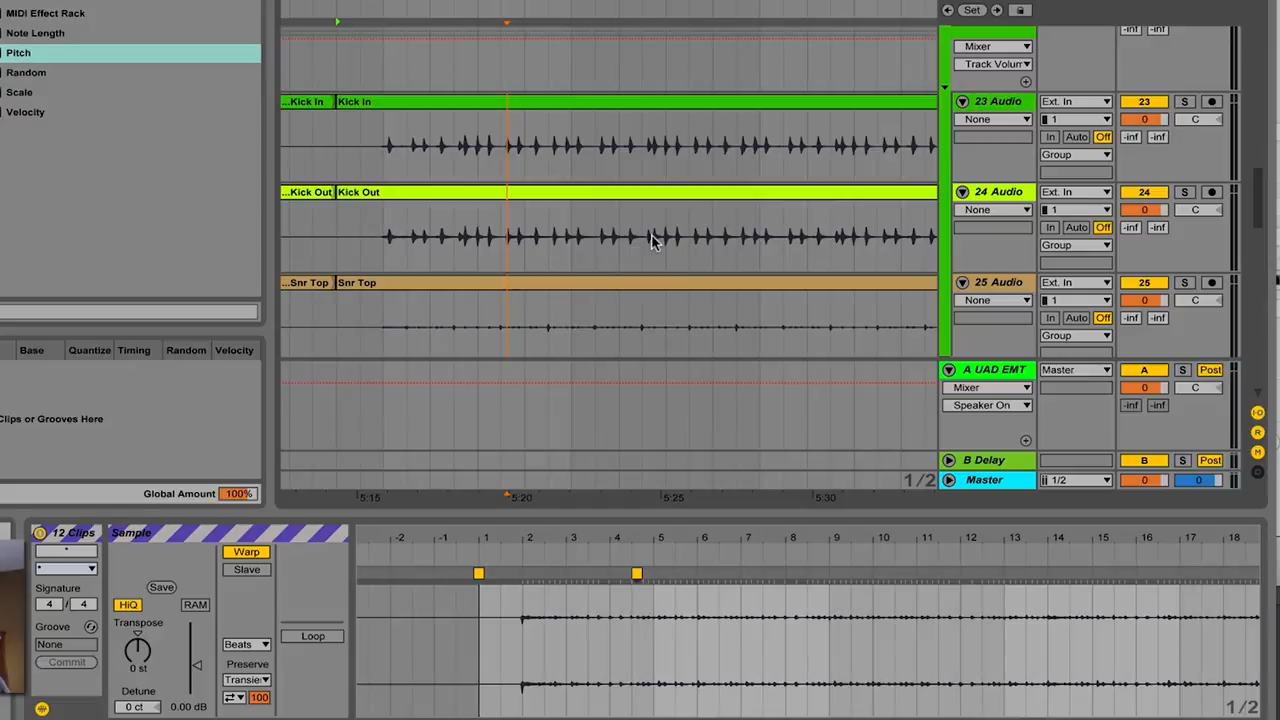 MIDI Effect Rack
Note Length
Pitch
Random
Scale
Velocity
Base Quantize Timing Random Velocity
Clips or Grooves Here
Global Amount 100%
Set
Mixer
Track Volum
-inf -inf
...Kick In Kick In
23 Audio Ext. In 23 S
None 1 0 C
In Auto Off -inf -inf
Group
...Kick Out Kick Out
24 Audio Ext. In 24 S
None 1 0 C
In Auto Off -inf -inf
Group
...Snr Top Snr Top
25 Audio Ext. In 25 S
None 1 0 C
In Auto Off -inf -inf
Group
A UAD EMT Master A S Post
Mixer 0 C
Speaker On -inf -inf
B Delay B S Post
1/2 Master 1/2 0 0
5:15 5:20 5:25 5:30
12 Clips
*
*
Signature
4 / 4
Groove
None
Commit
Sample
Save
HiQ RAM
Transpose
0 st
Detune
0 ct 0.00 dB
Warp
Slave
Beats
Preserve
Transie
100
Loop
-2 -1 1 2 3 4 5 6 7 8 9 10 11 12 13 14 15 16 17 18
1/2